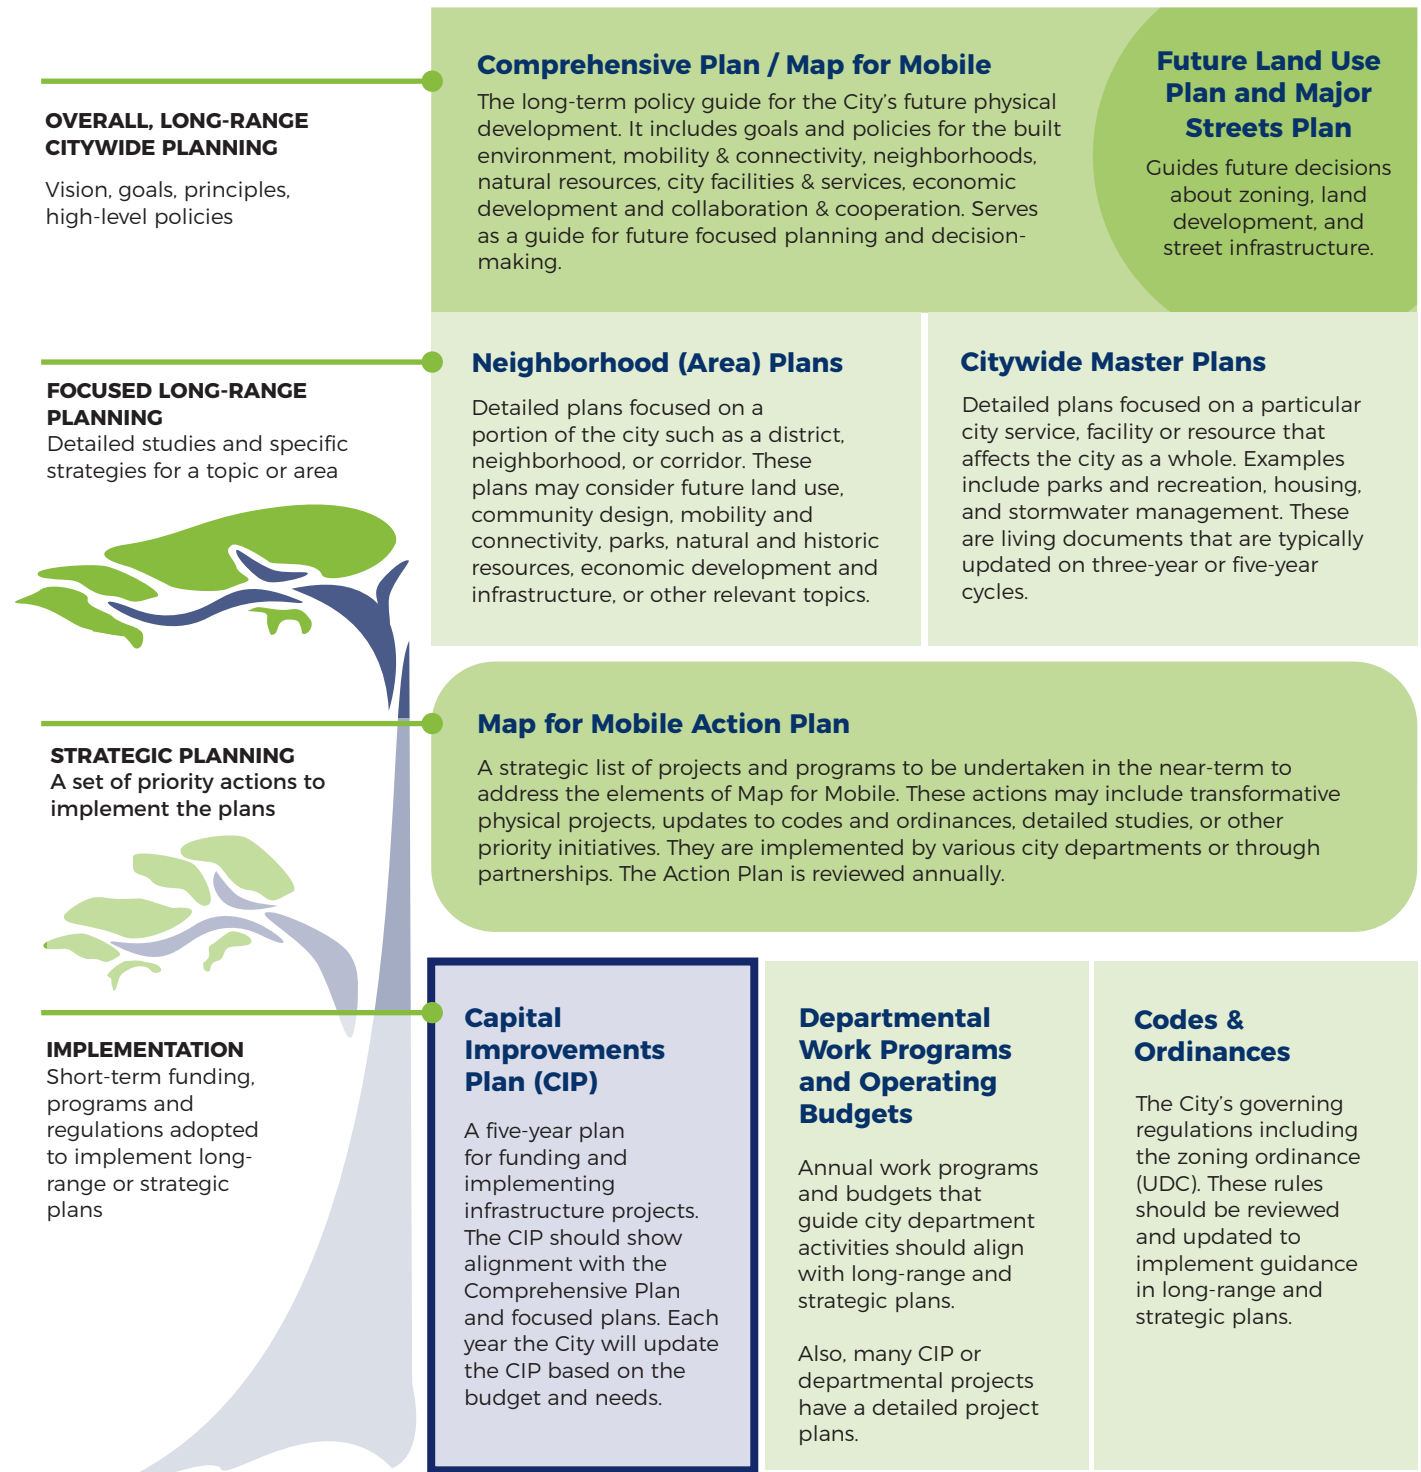 OVERALL, LONG-RANGE
CITYWIDE PLANNING
Vision, goals, principles,
high-level policies
Comprehensive Plan / Map for Mobile
The long-term policy guide for the City’s future physical
development. It includes goals and policies for the built
environment, mobility & connectivity, neighborhoods,
natural resources, city facilities & services, economic
development and collaboration & cooperation. Serves
as a guide for future focused planning and decision-
making.
Future Land Use
Plan and Major
Streets Plan
Guides future decisions
about zoning, land
development, and
street infrastructure.
FOCUSED LONG-RANGE
PLANNING
Detailed studies and specific
strategies for a topic or area
Neighborhood (Area) Plans
Detailed plans focused on a
portion of the city such as a district,
neighborhood, or corridor. These
plans may consider future land use,
community design, mobility and
connectivity, parks, natural and historic
resources, economic development and
infrastructure, or other relevant topics.
Citywide Master Plans
Detailed plans focused on a particular
city service, facility or resource that
affects the city as a whole. Examples
include parks and recreation, housing,
and stormwater management. These
are living documents that are typically
updated on three-year or five-year
cycles.
STRATEGIC PLANNING
A set of priority actions to
implement the plans
Map for Mobile Action Plan
A strategic list of projects and programs to be undertaken in the near-term to
address the elements of Map for Mobile. These actions may include transformative
physical projects, updates to codes and ordinances, detailed studies, or other
priority initiatives. They are implemented by various city departments or through
partnerships. The Action Plan is reviewed annually.
IMPLEMENTATION
Short-term funding,
programs and
regulations adopted
to implement long-
range or strategic
plans
Capital
Improvements
Plan (CIP)
A five-year plan
for funding and
implementing
infrastructure projects.
The CIP should show
alignment with the
Comprehensive Plan
and focused plans. Each
year the City will update
the CIP based on the
budget and needs.
Departmental
Work Programs
and Operating
Budgets
Annual work programs
and budgets that
guide city department
activities should align
with long-range and
strategic plans.
Also, many CIP or
departmental projects
have a detailed project
plans.
Codes &
Ordinances
The City’s governing
regulations including
the zoning ordinance
(UDC). These rules
should be reviewed
and updated to
implement guidance
in long-range and
strategic plans.